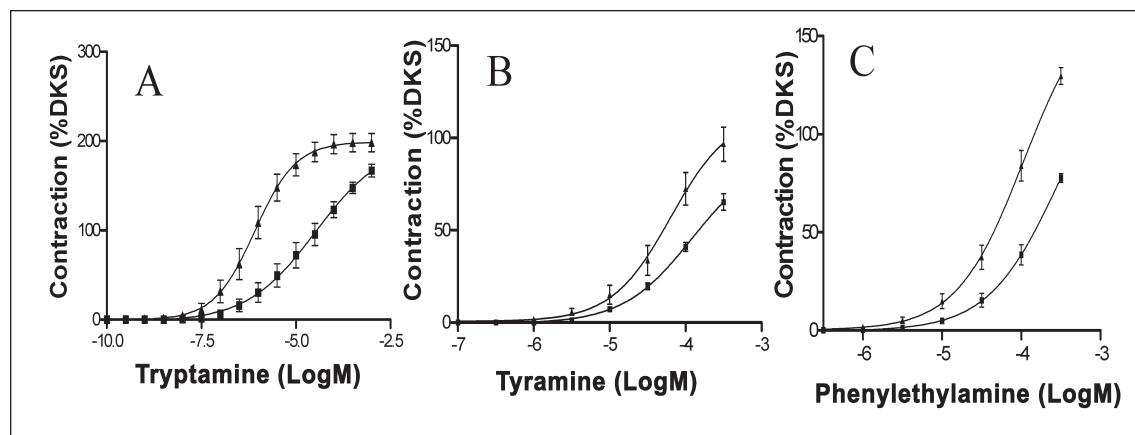 A
Contraction (%DKS)
300
200
100
0
-10.0
-7.5
-5.0
-2.5
Tryptamine (LogM)
B
Contraction (%DKS)
150
100
50
0
-7
-6
-5
-4
-3
Tyramine (LogM)
C
Contraction (%DKS)
150
100
50
0
-6
-5
-4
-3
Phenylethylamine (LogM)